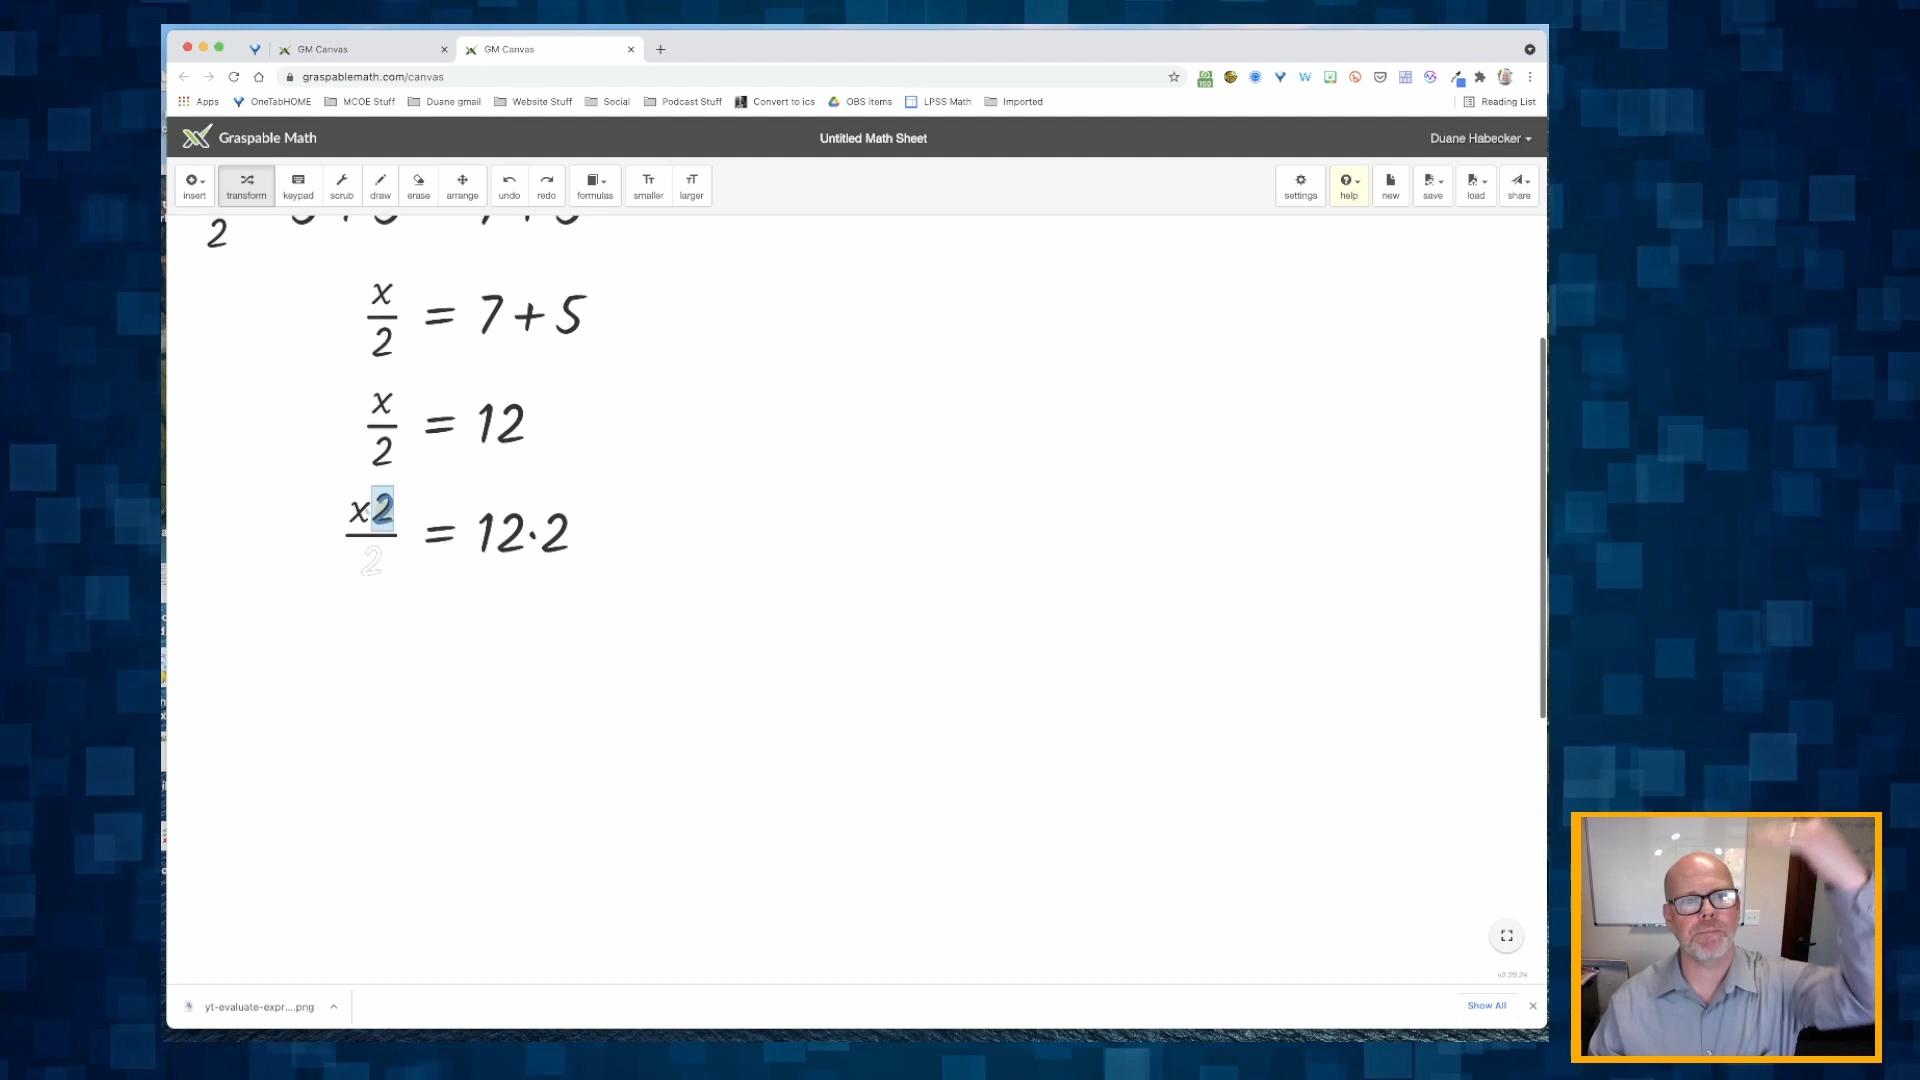 GM Canvas
GM Canvas
graspablemath.com/canvas
Apps OneTabHOME MCOE Stuff Duane gmail Website Stuff Social Podcast Stuff Convert to ics OBS items LPSS Math Imported Reading List
Graspable Math Untitled Math Sheet Duane Habecker
insert transform keypad scrub draw erase arrange undo redo formulas smaller larger settings help new save load share
x/2 = 7+5
x/2 = 12
x2/2 = 12·2
v2.29.24
yt-evaluate-expr....png Show All